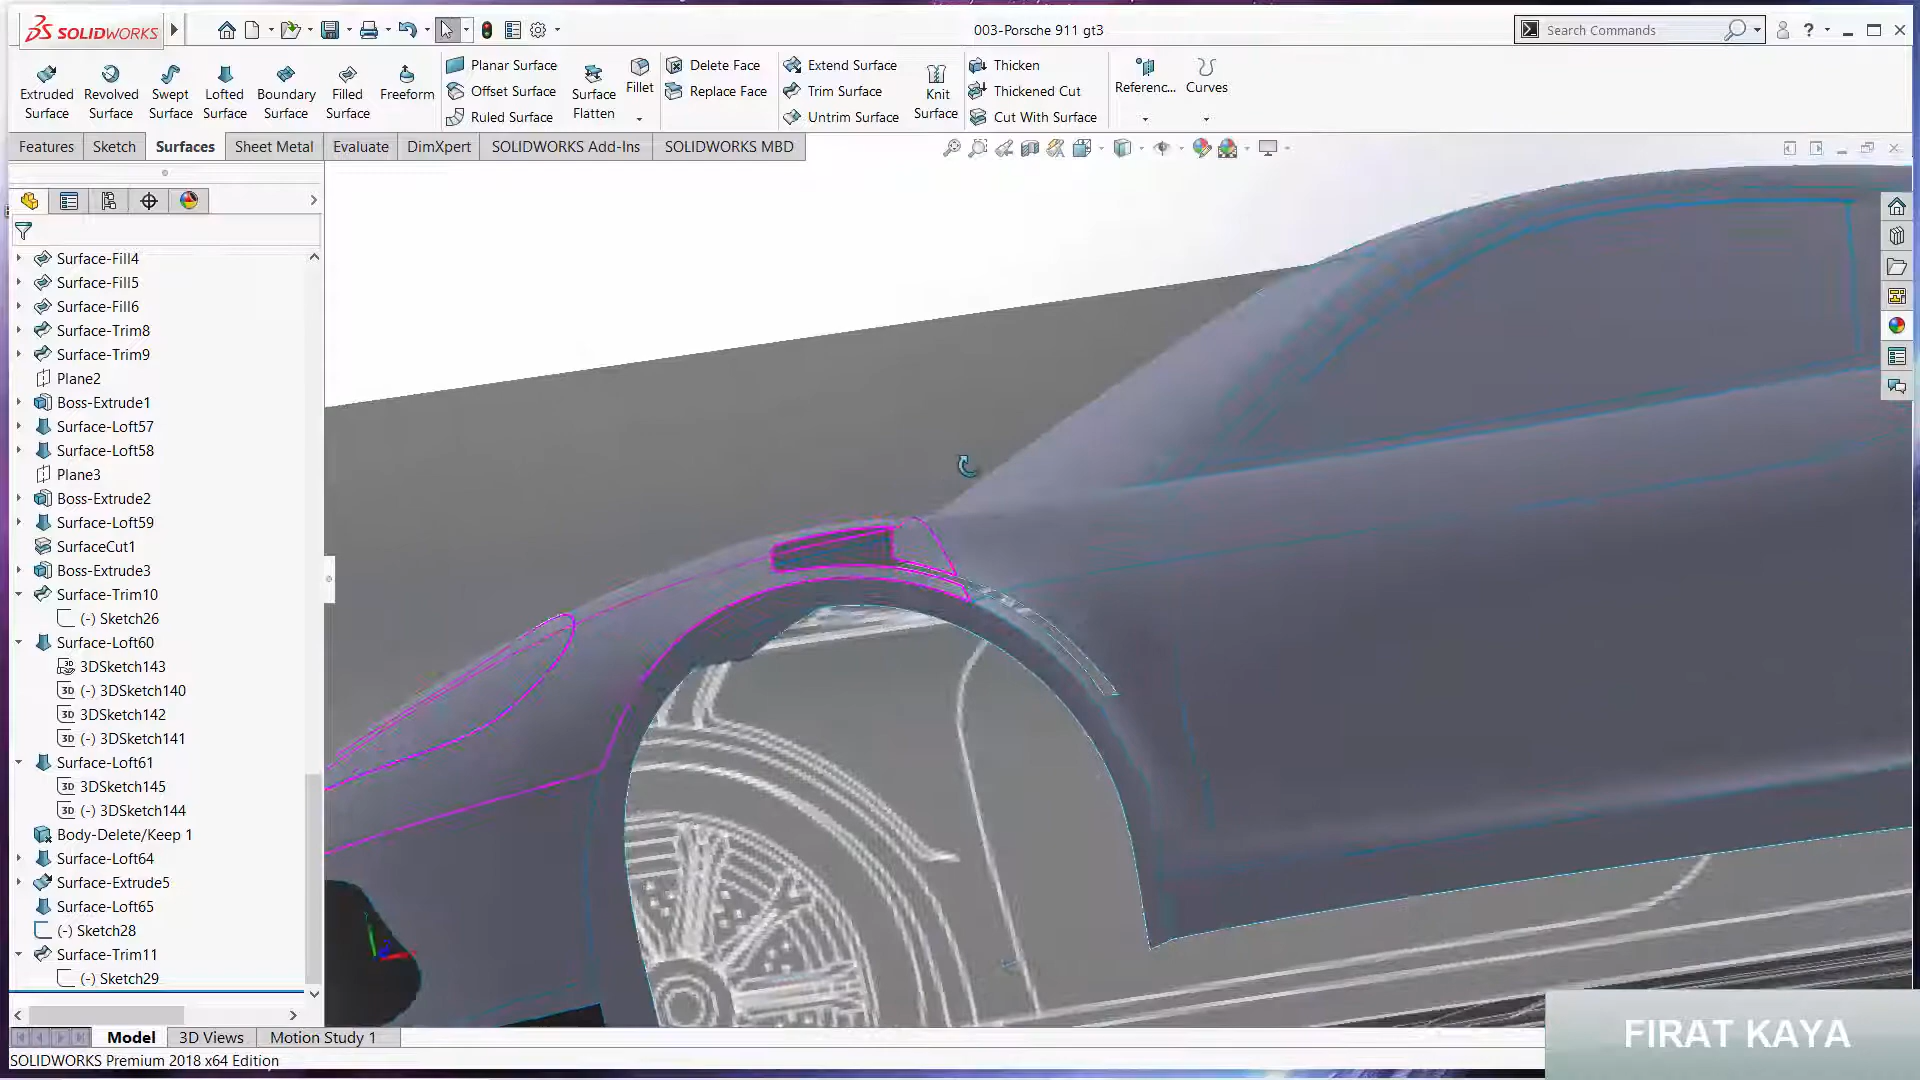 SOLIDWORKS
003-Porsche 911 gt3
Search Commands
Extruded Surface
Revolved Surface
Swept Surface
Lofted Surface
Boundary Surface
Filled Surface
Freeform
Planar Surface
Offset Surface
Ruled Surface
Surface Flatten
Fillet
Delete Face
Replace Face
Extend Surface
Trim Surface
Untrim Surface
Knit Surface
Thicken
Thickened Cut
Cut With Surface
Referenc...
Curves
Features
Sketch
Surfaces
Sheet Metal
Evaluate
DimXpert
SOLIDWORKS Add-Ins
SOLIDWORKS MBD
Surface-Fill4
Surface-Fill5
Surface-Fill6
Surface-Trim8
Surface-Trim9
Plane2
Boss-Extrude1
Surface-Loft57
Surface-Loft58
Plane3
Boss-Extrude2
Surface-Loft59
SurfaceCut1
Boss-Extrude3
Surface-Trim10
(-) Sketch26
Surface-Loft60
3DSketch143
3D (-) 3DSketch140
3D 3DSketch142
3D (-) 3DSketch141
Surface-Loft61
3D 3DSketch145
3D (-) 3DSketch144
Body-Delete/Keep 1
Surface-Loft64
Surface-Extrude5
Surface-Loft65
(-) Sketch28
Surface-Trim11
(-) Sketch29
Model
3D Views
Motion Study 1
SOLIDWORKS Premium 2018 x64 Edition
FIRAT KAYA